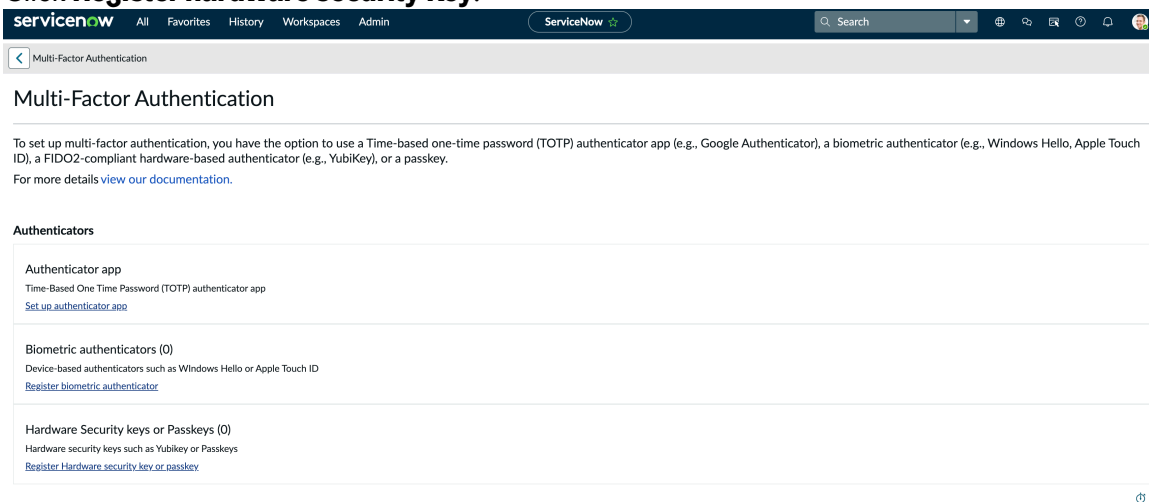 Click Register hardware security key.
servicenow All Favorites History Workspaces Admin ServiceNow Search
Multi-Factor Authentication
Multi-Factor Authentication
To set up multi-factor authentication, you have the option to use a Time-based one-time password (TOTP) authenticator app (e.g., Google Authenticator), a biometric authenticator (e.g., Windows Hello, Apple Touch
ID), a FIDO2-compliant hardware-based authenticator (e.g., YubiKey), or a passkey.
For more details view our documentation.
Authenticators
Authenticator app
Time-Based One Time Password (TOTP) authenticator app
Set up authenticator app
Biometric authenticators (0)
Device-based authenticators such as WIndows Hello or Apple Touch ID
Register biometric authenticator
Hardware Security keys or Passkeys (0)
Hardware security keys such as Yubikey or Passkeys
Register Hardware security key or passkey